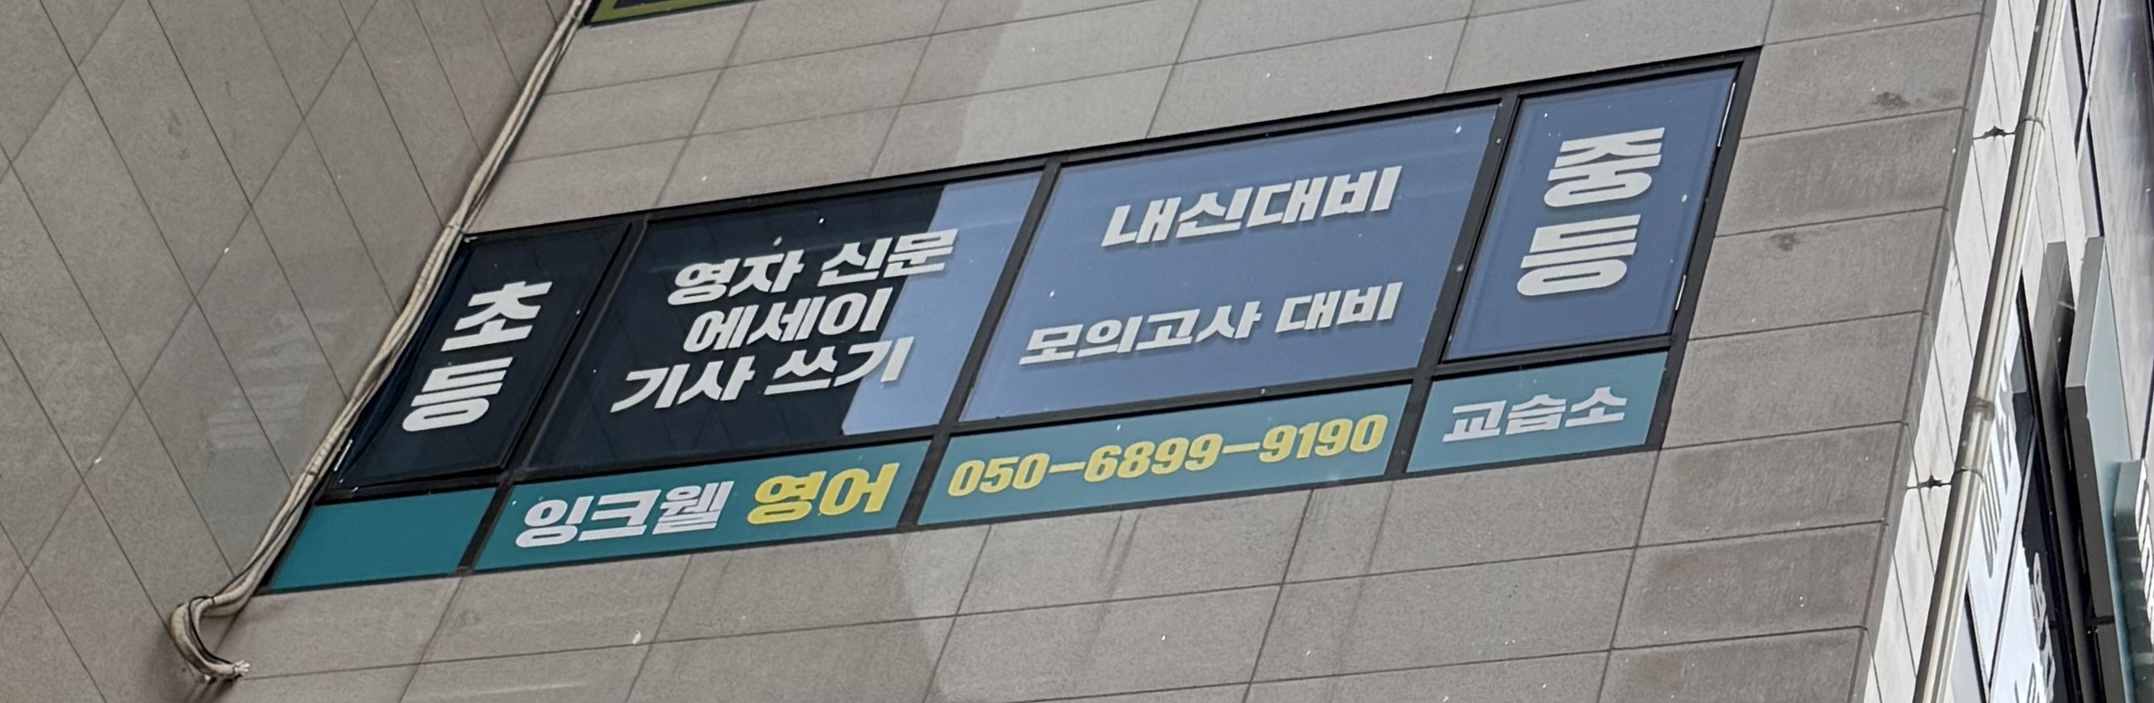 초등
영자 신문
에세이
기사 쓰기
내신대비
모의고사 대비
중등
잉크웰 영어
050-6899-9190
교습소